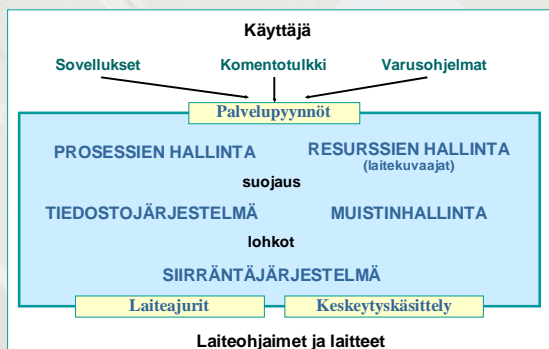 Käyttäjä
Sovellukset Komentotulkki Varusohjelmat
Palvelupyynnöt
PROSESSIEN HALLINTA RESURSSIEN HALLINTA
(laitekuvaajat)
suojaus
TIEDOSTOJÄRJESTELMÄ MUISTINHALLINTA
lohkot
SIIRRÄNTÄJÄRJESTELMÄ
Laiteajurit Keskeytyskäsittely
Laiteohjaimet ja laitteet